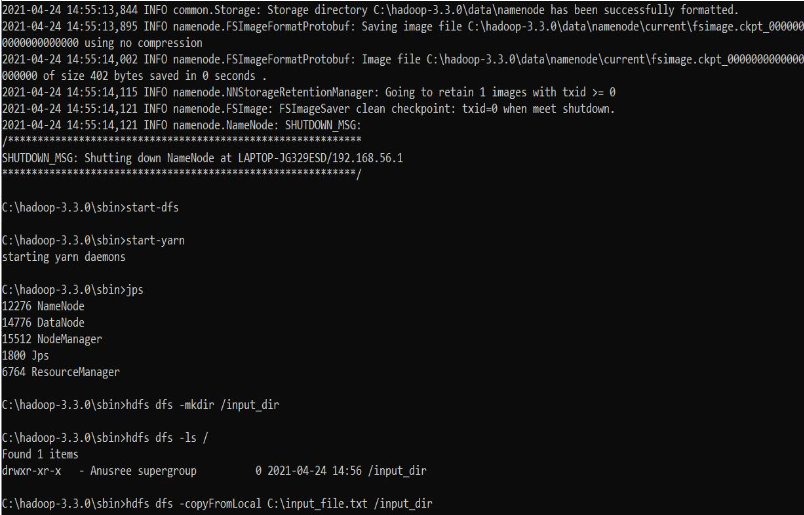 2021-04-24 14:55:13,844 INFO common.Storage: Storage directory C:\hadoop-3.3.0\data\namenode has been successfully formatted.
2021-04-24 14:55:13,895 INFO namenode.FSImageFormatProtobuf: Saving image file C:\hadoop-3.3.0\data\namenode\current\fsimage.ckpt_000000
0000000000000 using no compression
2021-04-24 14:55:14,002 INFO namenode.FSImageFormatProtobuf: Image file C:\hadoop-3.3.0\data\namenode\current\fsimage.ckpt_0000000000000
000000 of size 402 bytes saved in 0 seconds .
2021-04-24 14:55:14,115 INFO namenode.NNStorageRetentionManager: Going to retain 1 images with txid >= 0
2021-04-24 14:55:14,121 INFO namenode.FSImage: FSImageSaver clean checkpoint: txid=0 when meet shutdown.
2021-04-24 14:55:14,121 INFO namenode.NameNode: SHUTDOWN_MSG:
/************************************************************
SHUTDOWN_MSG: Shutting down NameNode at LAPTOP-JG329ESD/192.168.56.1
************************************************************/
C:\hadoop-3.3.0\sbin>start-dfs
C:\hadoop-3.3.0\sbin>start-yarn
starting yarn daemons
C:\hadoop-3.3.0\sbin>jps
12276 NameNode
14776 DataNode
15512 NodeManager
1800 Jps
6764 ResourceManager
C:\hadoop-3.3.0\sbin>hdfs dfs -mkdir /input_dir
C:\hadoop-3.3.0\sbin>hdfs dfs -ls /
Found 1 items
drwxr-xr-x   - Anusree supergroup          0 2021-04-24 14:56 /input_dir
C:\hadoop-3.3.0\sbin>hdfs dfs -copyFromLocal C:\input_file.txt /input_dir